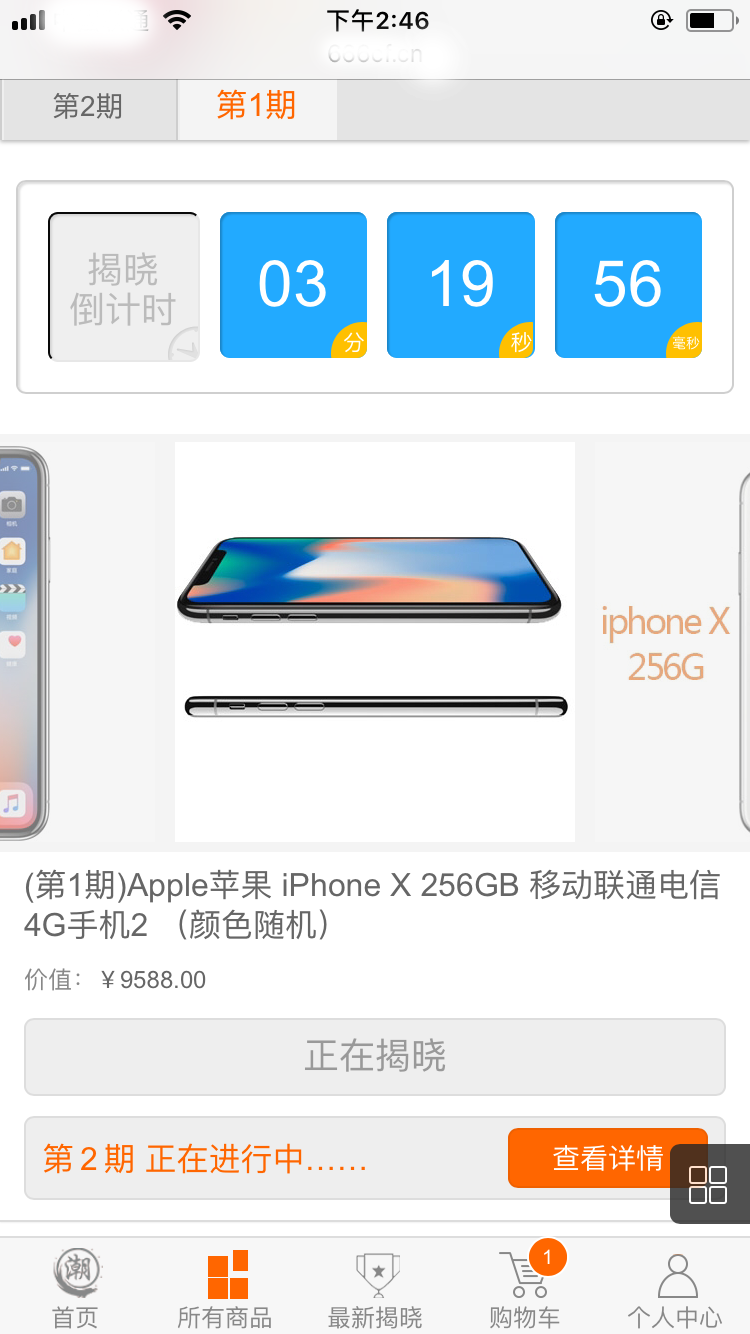 下午2:46
第2期
第1期
揭晓
倒计时
03
分
19
秒
56
毫秒
iphone X
256G
(第1期)Apple苹果 iPhone X 256GB 移动联通电信
4G手机2 （颜色随机）
价值：￥9588.00
正在揭晓
第 2 期 正在进行中……
查看详情
潮
1
首页
所有商品
最新揭晓
购物车
个人中心